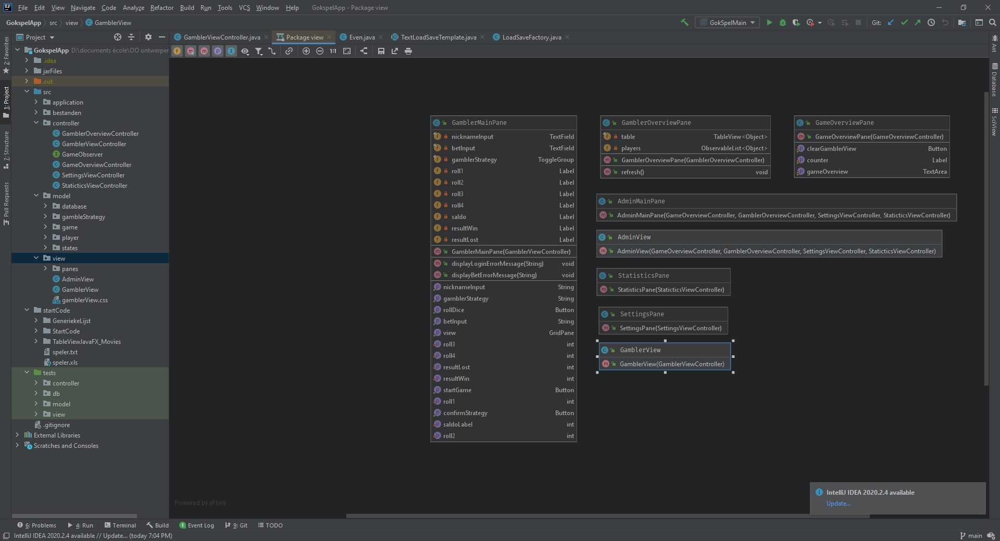 File Edit View Navigate Code Analyze Refactor Build Run Tools VCS Window Help GokspelApp - Package view
GokspelApp src view GamblerView GokSpelMain Git:
Project GamblerViewController.java Package view Even.java TextLoadSaveTemplate.java LoadSaveFactory.java
1:1
2: Favorites
1: Project
7: Structure
Pull Requests
GokspelApp D:\documents école\OO ontwerper
.idea
jarFiles
out
src
application
bestanden
controller
GamblerOverviewController
GamblerViewController
GameObserver
GameOverviewController
SettingsViewController
StaticticsViewController
model
database
gambleStrategy
game
player
states
view
panes
AdminView
GamblerView
gamblerView.css
startCode
GeneriekeLijst
StartCode
TableViewJavaFX_Movies
speler.txt
speler.xls
tests
controller
db
model
view
.gitignore
External Libraries
Scratches and Consoles
GamblerMainPane
nicknameInput TextField
betInput TextField
gamblerStrategy ToggleGroup
roll1 Label
roll2 Label
roll3 Label
roll4 Label
saldo Label
resultWin Label
resultLost Label
GamblerMainPane(GamblerViewController)
displayLoginErrorMessage(String) void
displayBetErrorMessage(String) void
nicknameInput String
gamblerStrategy String
rollDice Button
betInput String
view GridPane
roll3 int
roll4 int
resultLost int
resultWin int
startGame Button
roll1 int
confirmStrategy Button
saldoLabel int
roll2 int
GamblerOverviewPane
table TableView<Object>
players ObservableList<Object>
GamblerOverviewPane(GamblerOverviewController)
refresh() void
GameOverviewPane
GameOverviewPane(GameOverviewController)
clearGamblerView Button
counter Label
gameOverview TextArea
AdminMainPane
AdminMainPane(GameOverviewController, GamblerOverviewController, SettingsViewController, StaticticsViewController)
AdminView
AdminView(GameOverviewController, GamblerOverviewController, SettingsViewController, StaticticsViewController)
StatisticsPane
StatisticsPane(StaticticsViewController)
SettingsPane
SettingsPane(SettingsViewController)
GamblerView
GamblerView(GamblerViewController)
Ant
Database
SciView
Powered by yFiles
IntelliJ IDEA 2020.2.4 available
Update...
6: Problems 4: Run Terminal Build 1 Event Log 9: Git TODO
IntelliJ IDEA 2020.2.4 available // Update... (today 7:04 PM) main